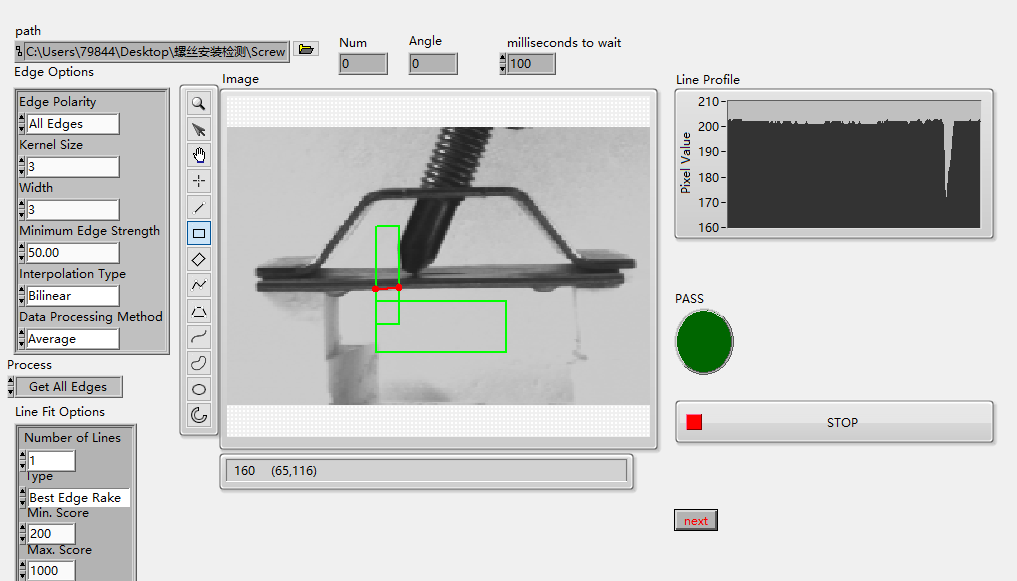 path
C:\Users\79844\Desktop\螺丝安装检测\Screw
Num
0
Angle
0
milliseconds to wait
100
Edge Options
Edge Polarity
All Edges
Kernel Size
3
Width
3
Minimum Edge Strength
50.00
Interpolation Type
Bilinear
Data Processing Method
Average
Process
Get All Edges
Line Fit Options
Number of Lines
1
Type
Best Edge Rake
Min. Score
200
Max. Score
1000
Image
160 (65,116)
Line Profile
Pixel Value
210
200
190
180
170
160
PASS
STOP
next